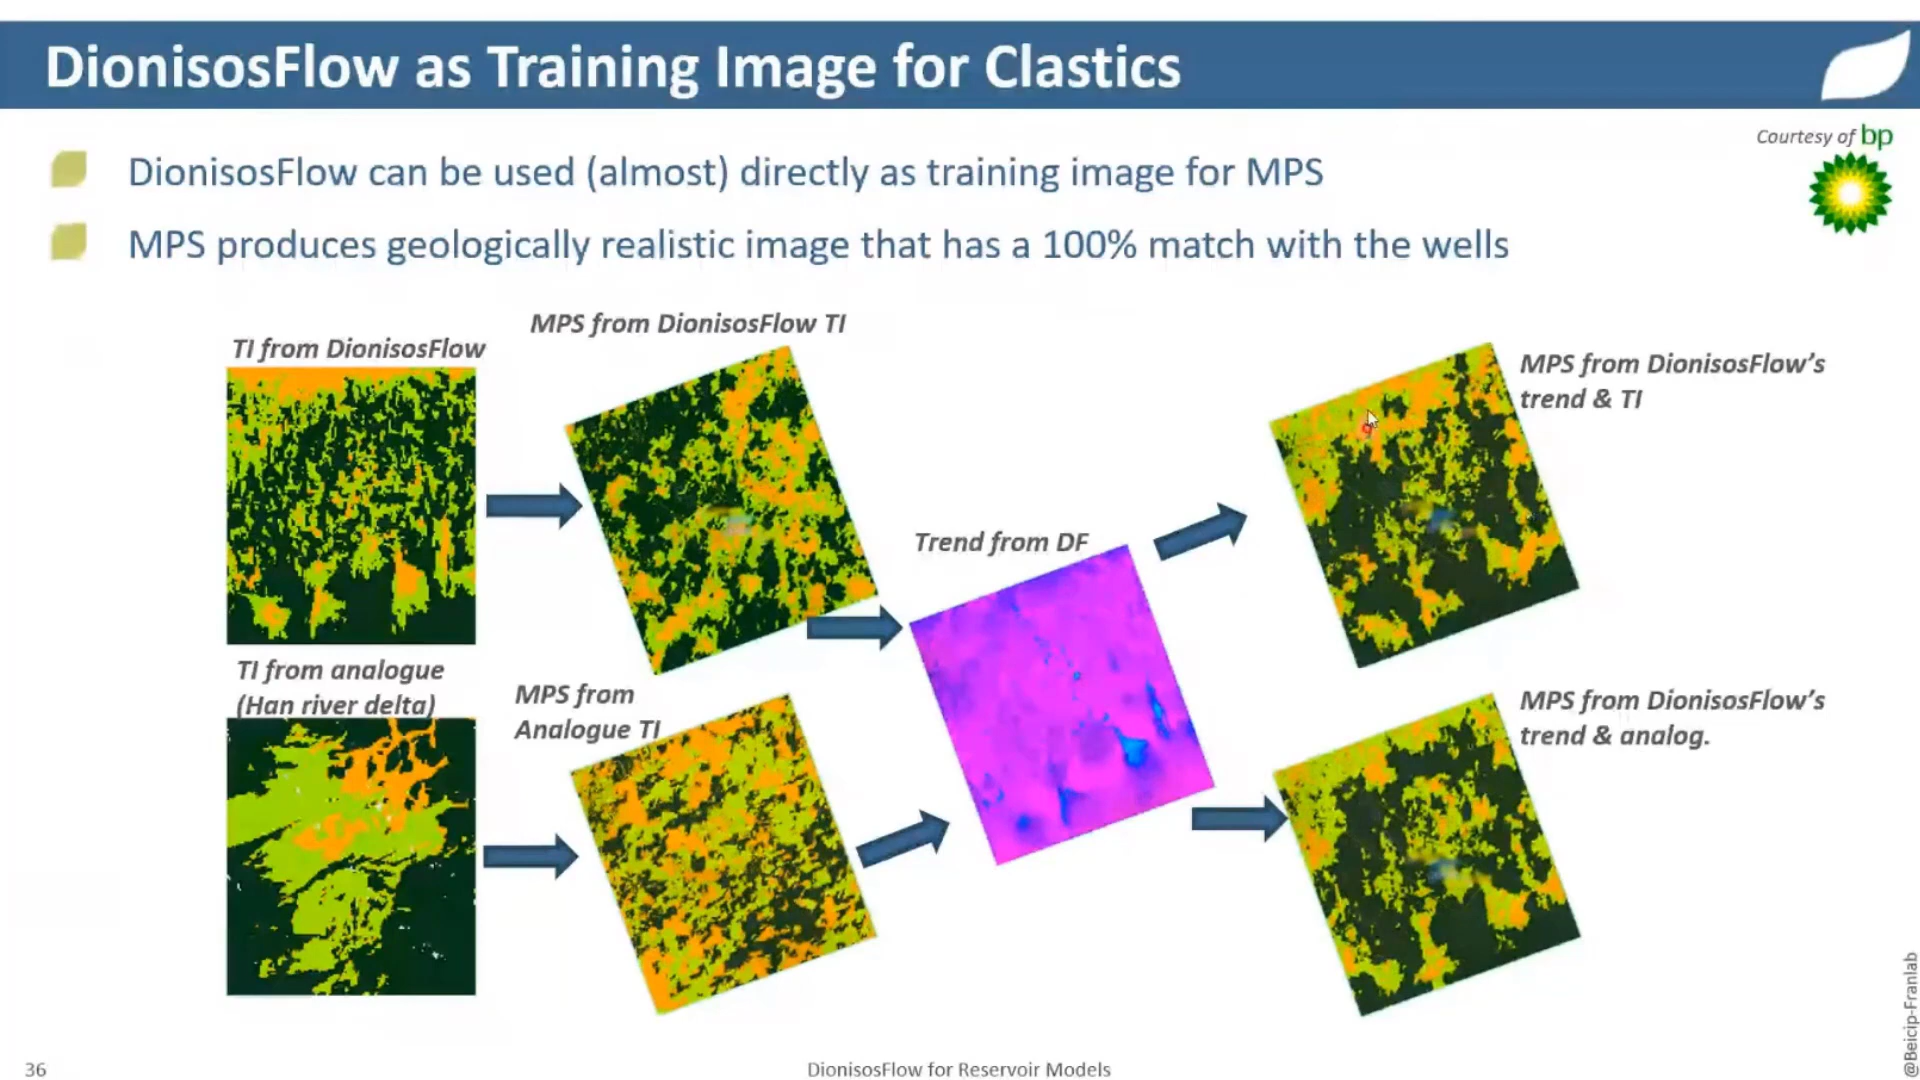 DionisosFlow as Training Image for Clastics
Courtesy of bp
DionisosFlow can be used (almost) directly as training image for MPS
MPS produces geologically realistic image that has a 100% match with the wells
TI from DionisosFlow
MPS from DionisosFlow TI
MPS from DionisosFlow's
trend & TI
Trend from DF
TI from analogue
(Han river delta)
MPS from
Analogue TI
MPS from DionisosFlow's
trend & analog.
@Beicip-Franlab
36
DionisosFlow for Reservoir Models